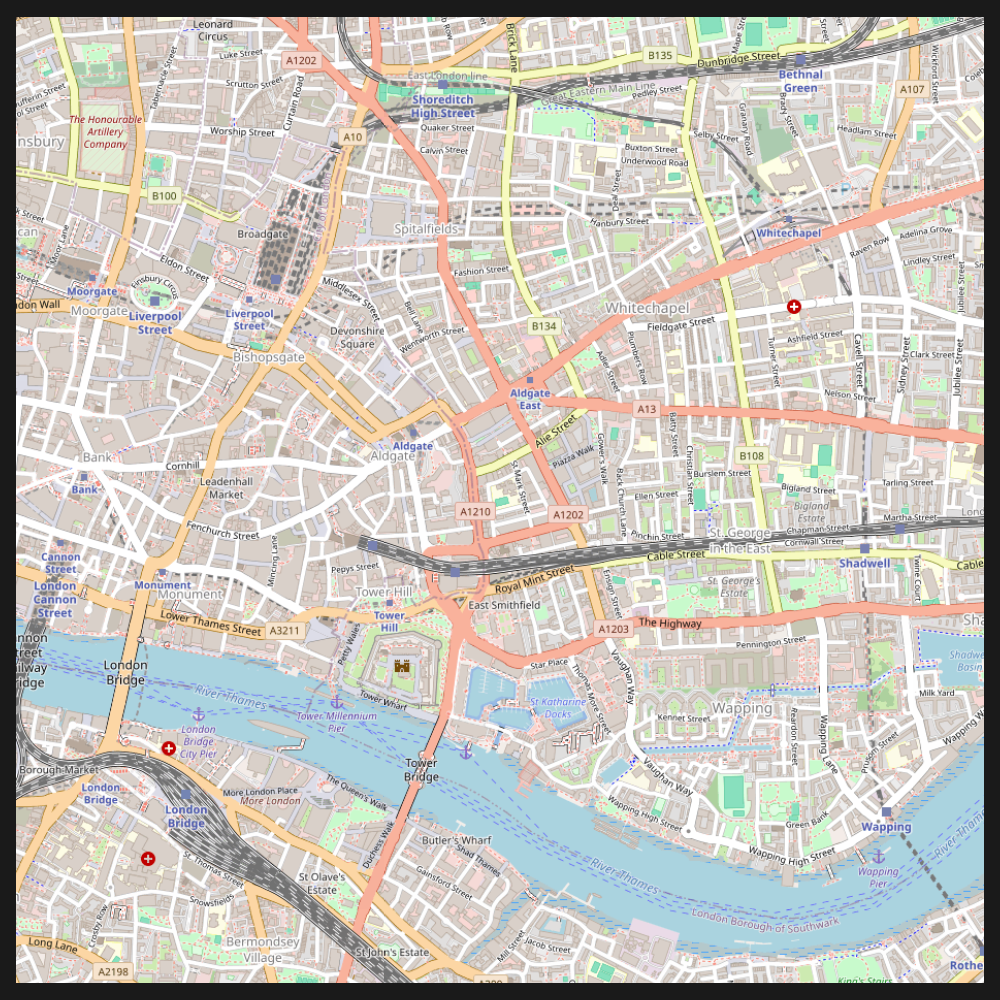 Leonard
Circus
Luke Street
A1202
Row
Brick Lane
B135
Dunbridge Street
Bethnal
Green
A107
Wickford Street
Tabernacle Street
Scrutton Street
Curtain Road
East London line
Great Eastern Main Line
Pedley Street
Shoreditch
High Street
The Honourable
Artillery
Company
Worship Street
A10
Quaker Street
Calvin Street
Selby Street
Granary Road
Brady Street
Headlam Street
Buxton Street
Underwood Road
nsbury
B100
Deal Street
Hanbury Street
Whitechapel
Adelina Grove
Raven Row
Lindley Street
Jubilee Street
Broadgate
Spitalfields
Eldon Street
Moor Lane
Finsbury Circus
Moorgate
Moorgate
Liverpool
Street
Liverpool
Street
Fashion Street
Middlesex Street
Bell Lane
Wentworth Street
Devonshire
Square
Whitechapel
Fieldgate Street
B134
Ashfield Street
Turner Street
Cavell Street
Sidney Street
Clark Street
Jubilee Street
Nelson Street
don Wall
Bishopsgate
Adler Street
Plumbers Row
Aldgate
East
A13
Batty Street
Aldgate
Aldgate
Alie Street
Piazza Walk
Gower's Walk
Back Church Lane
Christian Street
B108
Burslem Street
Bank
Bank
Cornhill
Leadenhall
Market
St Mark Street
Ellen Street
Bigland Street
Bigland
Estate
Tarling Street
Martha Street
A1210
A1202
Fenchurch Street
Mincing Lane
Pinchin Street
St. George
in-the-East
Chapman Street
Cornwall Street
Cable Street
Cable
Shadwell
Cannon
Street
London
Cannon
Street
Monument
Monument
Pepys Street
Tower Hill
Royal Mint Street
Ensign Street
St. George's
Estate
Twine Court
Lower Thames Street
A3211
Tower
Hill
East Smithfield
A1203
The Highway
Pennington Street
Petty Wales
Star Place
Vaughan Way
Thomas More Street
London
Bridge
River Thames
Tower Wharf
St Katharine
Docks
Wapping
Kennet Street
Milk Yard
Reardon Street
Wapping Lane
Prusom Street
London
Bridge
City Pier
Tower Millennium
Pier
Tower
Bridge
Vaughan Way
Wapping High Street
Green Bank
Wapping High Street
Wapping
Wapping
Pier
River Thames
River Thames
London Borough of Southwark
Borough Market
London
Bridge
London
Bridge
More London Place
More London
The Queen's Walk
Duchess Walk
Butler's Wharf
Shad Thames
Gainsford Street
St. Thomas Street
Snowsfields
St Olave's
Estate
Crosby Row
Long Lane
A2198
Bermondsey
Village
St John's Estate
Mill Street
Jacob Street
King's Stairs
Rothe